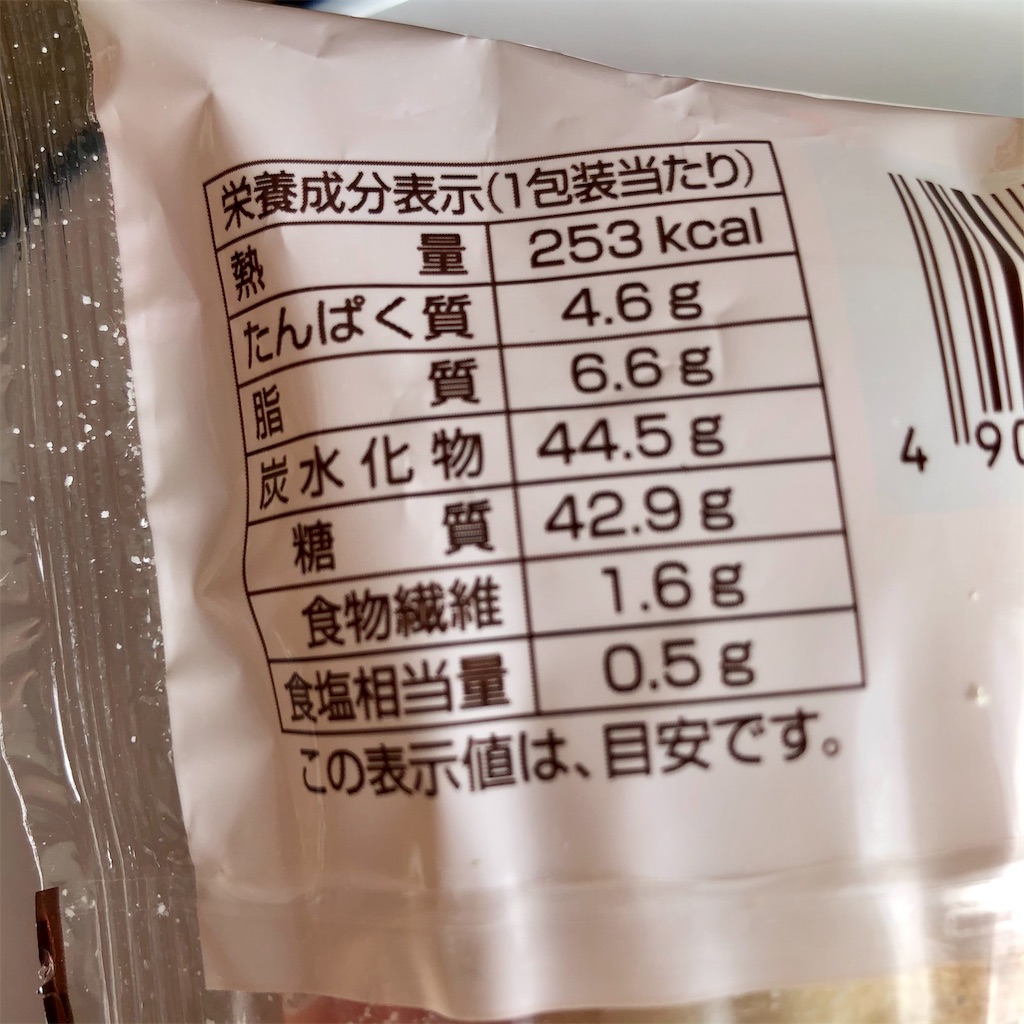 栄養成分表示(1包装当たり)
熱量 253 kcal
たんぱく質 4.6 g
脂質 6.6 g
炭水化物 44.5 g
糖質 42.9 g
食物繊維 1.6 g
食塩相当量 0.5 g
この表示値は、目安です。
4 90